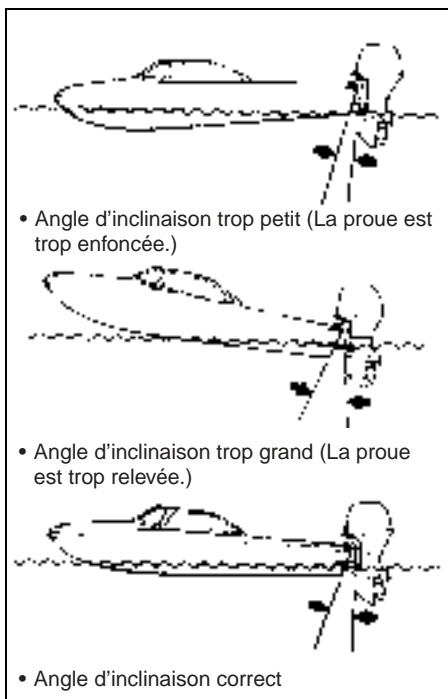 • Angle d'inclinaison trop petit (La proue est
trop enfoncée.)
• Angle d'inclinaison trop grand (La proue
est trop relevée.)
• Angle d'inclinaison correct